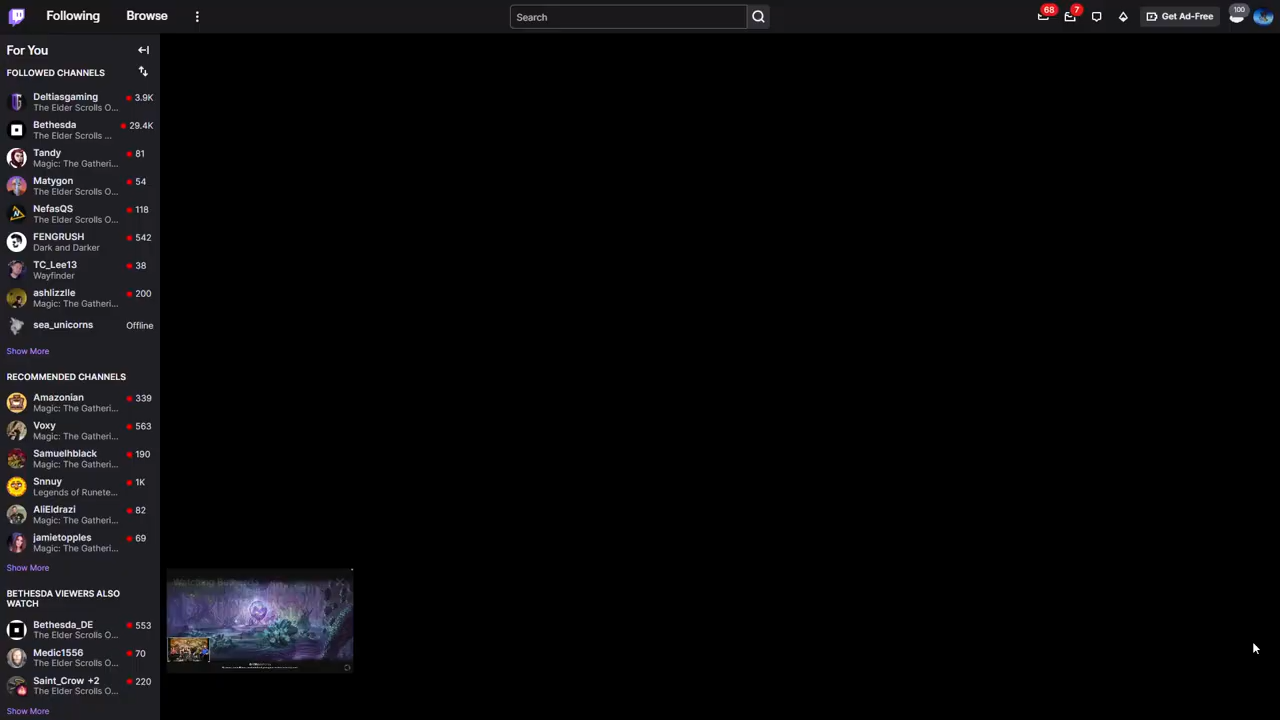 Following
Browse
Search
68
7
Get Ad-Free
100
For You
FOLLOWED CHANNELS
Deltiasgaming
3.9K
The Elder Scrolls O...
Bethesda
29.4K
The Elder Scrolls ...
Tandy
81
Magic: The Gatheri...
Matygon
54
The Elder Scrolls O...
NefasQS
118
The Elder Scrolls O...
FENGRUSH
542
Dark and Darker
TC_Lee13
38
Wayfinder
ashlizzlle
200
Magic: The Gatheri...
sea_unicorns
Offline
Show More
RECOMMENDED CHANNELS
Amazonian
339
Magic: The Gatheri...
Voxy
563
Magic: The Gatheri...
Samuelhblack
190
Magic: The Gatheri...
Snnuy
1K
Legends of Runete...
AliEldrazi
82
Magic: The Gatheri...
jamietopples
69
Magic: The Gatheri...
Show More
BETHESDA VIEWERS ALSO
WATCH
Bethesda_DE
553
The Elder Scrolls O...
Medic1556
70
The Elder Scrolls O...
Saint_Crow +2
220
The Elder Scrolls O...
Show More
Watching Bethesda